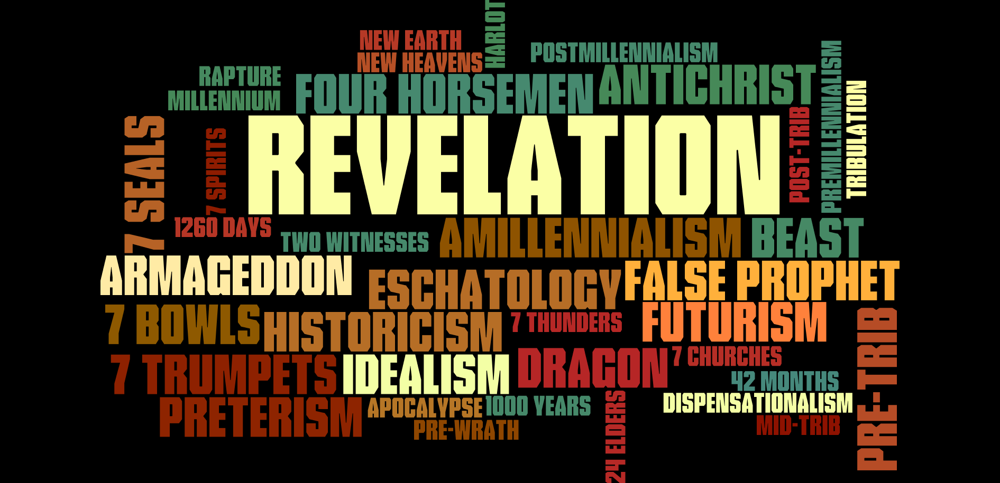 HARLOT
NEW EARTH
NEW HEAVENS
POSTMILLENNIALISM
RAPTURE
MILLENNIUM
FOUR HORSEMEN
ANTICHRIST
PREMILLENNIALISM
TRIBULATION
POST-TRIB
7 SEALS
7 SPIRITS
REVELATION
1260 DAYS
TWO WITNESSES
AMILLENNIALISM
BEAST
ARMAGEDDON
ESCHATOLOGY
FALSE PROPHET
7 BOWLS
HISTORICISM
7 THUNDERS
FUTURISM
PRE-TRIB
7 TRUMPETS
IDEALISM
DRAGON
7 CHURCHES
42 MONTHS
PRETERISM
APOCALYPSE
1000 YEARS
DISPENSATIONALISM
PRE-WRATH
24 ELDERS
MID-TRIB